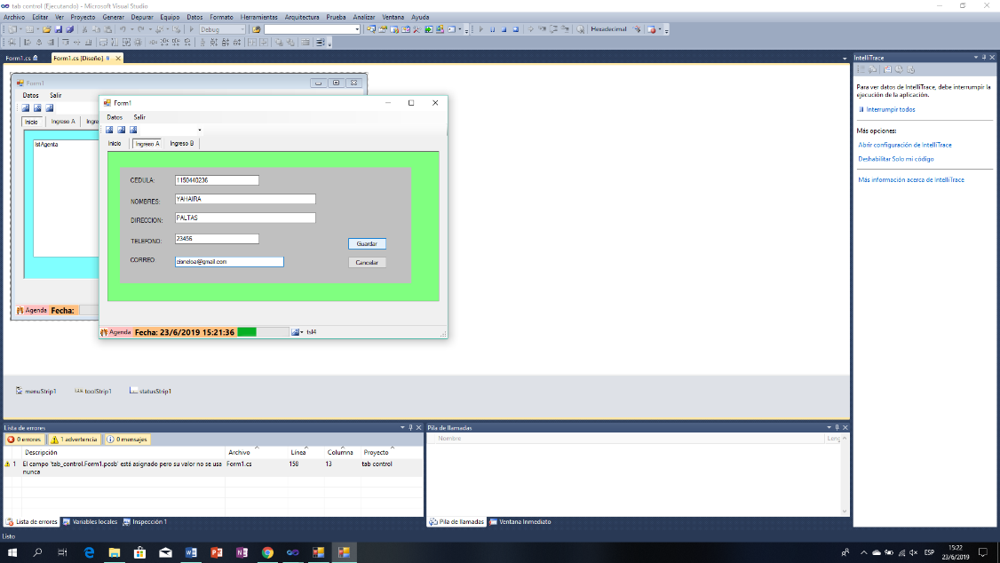 tab control (Ejecutando) - Microsoft Visual Studio
Archivo Editar Ver Proyecto Generar Depurar Equipo Datos Formato Herramientas Arquitectura Prueba Analizar Ventana Ayuda
Debug
Hexadecimal
Form1.cs
Form1.cs [Diseño]
Form1
Datos Salir
Inicio Ingreso A Ingre
lstAgenta
Agenda Fecha:
Form1
Datos Salir
Inicio Ingreso A Ingreso B
CEDULA: 1150440236
NOMBRES: YAHAIRA
DIRECCION: PALTAS
TELEFONO: 23456
CORREO cisneloa@gmail.com
Guardar
Cancelar
Agenda Fecha: 23/6/2019 15:21:36 tsl4
menuStrip1 toolStrip1 statusStrip1
IntelliTrace
Para ver datos de IntelliTrace, debe interrumpir la
ejecución de la aplicación.
Interrumpir todos
Más opciones:
Abrir configuración de IntelliTrace
Deshabilitar Solo mi código
Más información acerca de IntelliTrace
Lista de errores
0 errores 1 advertencia 0 mensajes
Descripción Archivo Línea Columna Proyecto
1 El campo 'tab_control.Form1.posb' está asignado pero su valor no se usa Form1.cs 158 13 tab control
nunca
Lista de errores Variables locales Inspección 1
Pila de llamadas
Nombre Leng
Pila de llamadas Ventana Inmediato
Listo
ESP
15:22
23/6/2019